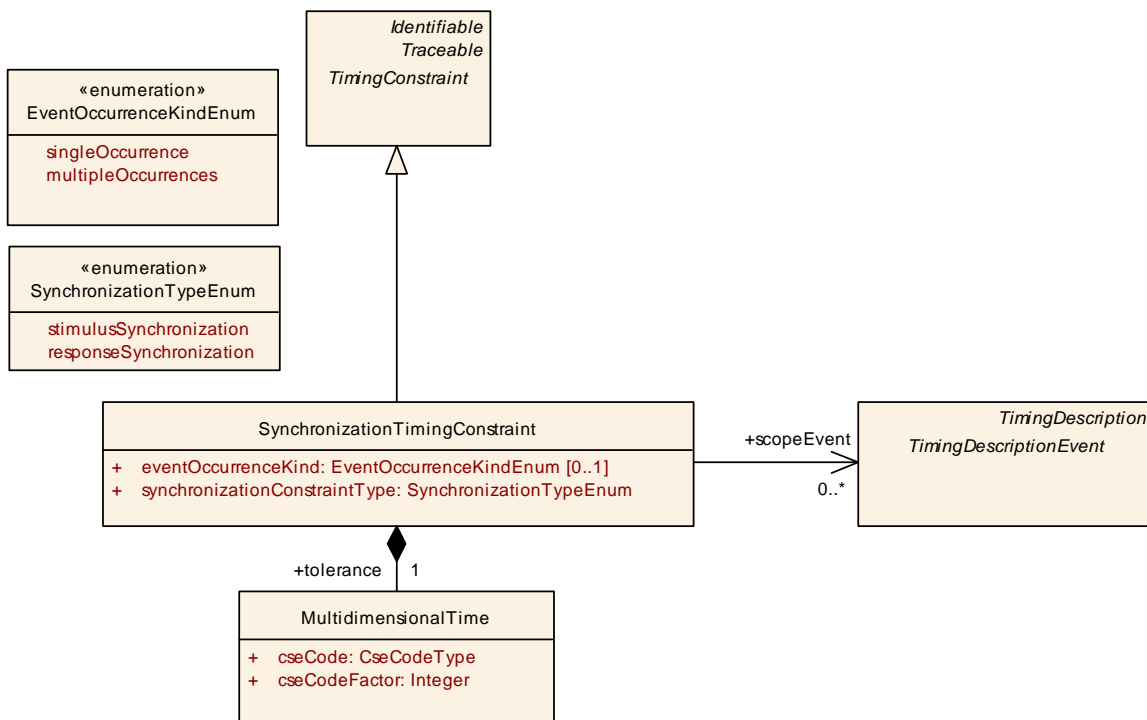 Identifiable
Traceable
TimingConstraint
«enumeration»
EventOccurrenceKindEnum
singleOccurrence
multipleOccurrences
«enumeration»
SynchronizationTypeEnum
stimulusSynchronization
responseSynchronization
SynchronizationTimingConstraint
+ eventOccurrenceKind: EventOccurrenceKindEnum [0..1]
+ synchronizationConstraintType: SynchronizationTypeEnum
+scopeEvent
0..*
TimingDescription
TimingDescriptionEvent
+tolerance 1
MultidimensionalTime
+ cseCode: CseCodeType
+ cseCodeFactor: Integer